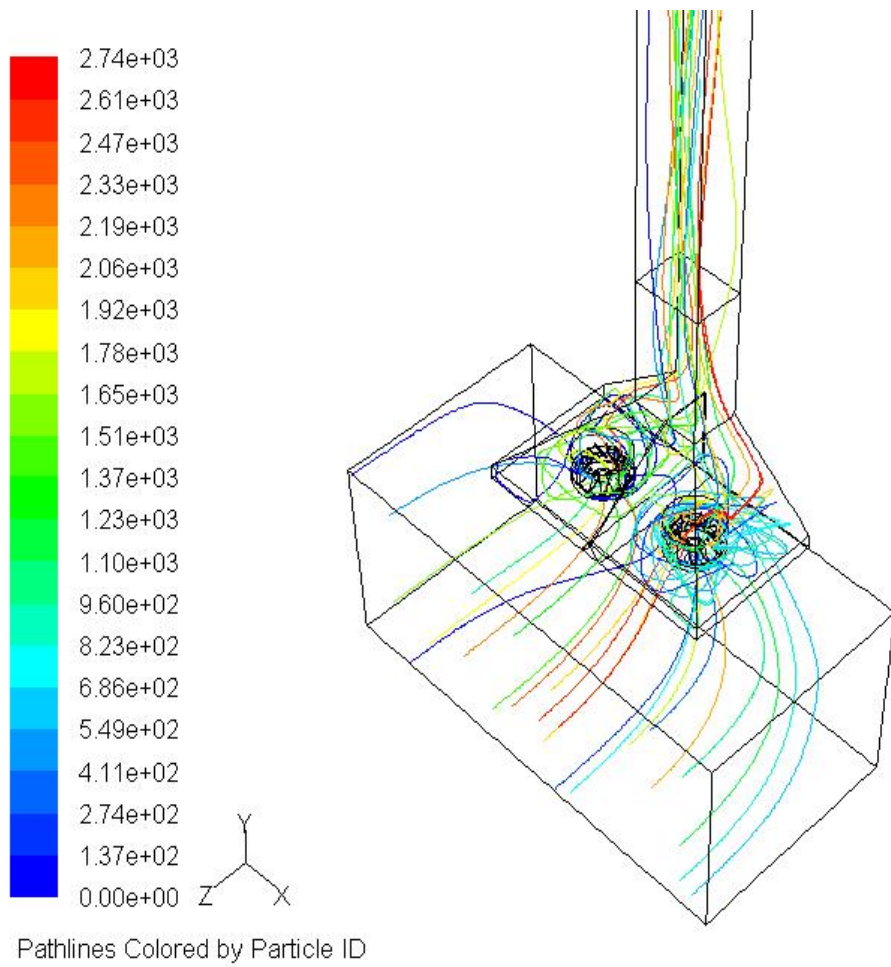 2.74e+03
2.61e+03
2.47e+03
2.33e+03
2.19e+03
2.06e+03
1.92e+03
1.78e+03
1.65e+03
1.51e+03
1.37e+03
1.23e+03
1.10e+03
9.60e+02
8.23e+02
6.86e+02
5.49e+02
4.11e+02
2.74e+02
1.37e+02
0.00e+00
Y
Z X
Pathlines Colored by Particle ID